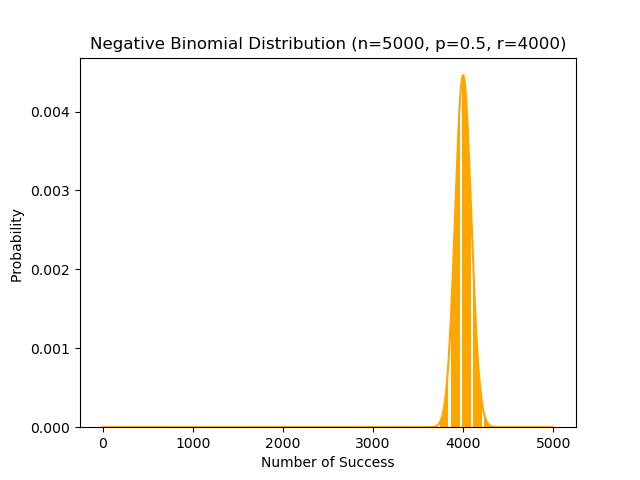 Negative Binomial Distribution (n=5000, p=0.5, r=4000)
0.004
0.003
0.002
0.001
0.000
Probability
0 1000 2000 3000 4000 5000
Number of Success